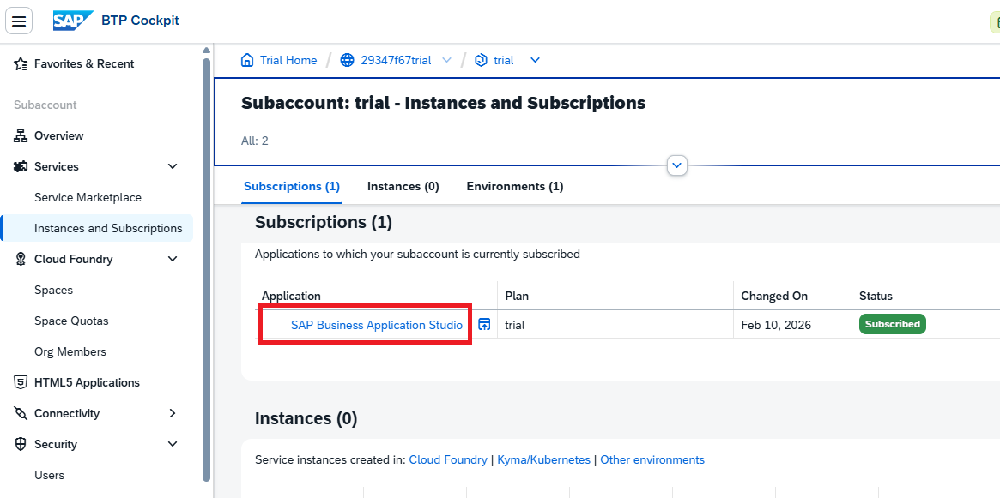 SAP BTP Cockpit
Favorites & Recent
Subaccount
Overview
Services
Service Marketplace
Instances and Subscriptions
Cloud Foundry
Spaces
Space Quotas
Org Members
HTML5 Applications
Connectivity
Security
Users
Trial Home / 29347f67trial / trial
Subaccount: trial - Instances and Subscriptions
All: 2
Subscriptions (1) Instances (0) Environments (1)
Subscriptions (1)
Applications to which your subaccount is currently subscribed
Application Plan Changed On Status
SAP Business Application Studio trial Feb 10, 2026 Subscribed
Instances (0)
Service instances created in: Cloud Foundry | Kyma/Kubernetes | Other environments